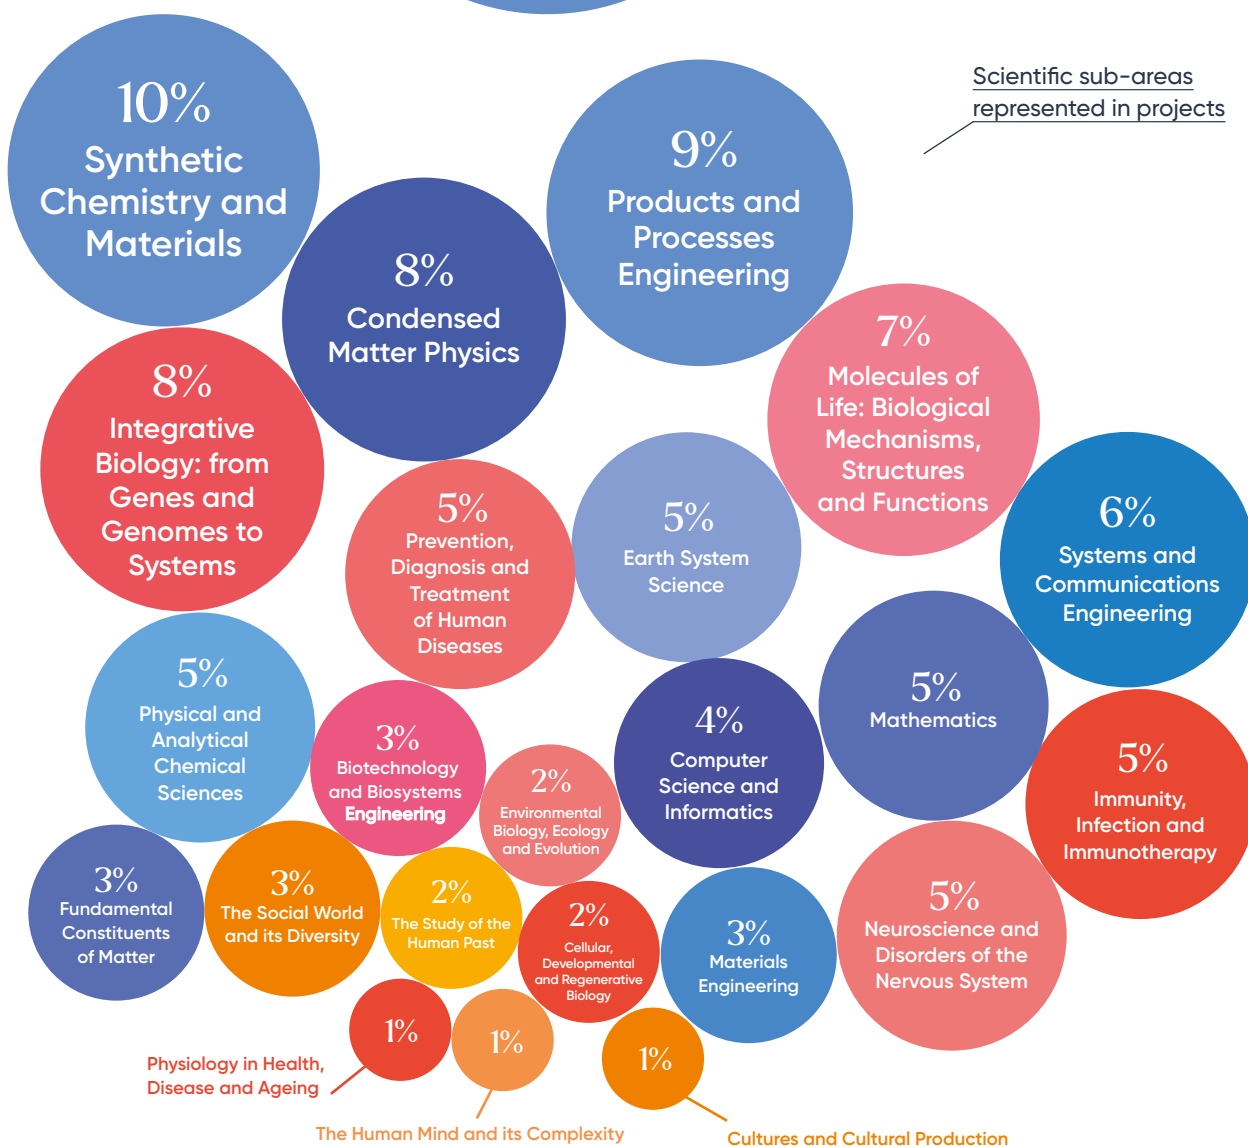 Scientific sub-areas
represented in projects
10%
Synthetic
Chemistry and
Materials
9%
Products and
Processes
Engineering
8%
Condensed
Matter Physics
7%
Molecules of
Life: Biological
Mechanisms,
Structures
and Functions
8%
Integrative
Biology: from
Genes and
Genomes to
Systems
5%
Prevention,
Diagnosis and
Treatment
of Human
Diseases
5%
Earth System
Science
6%
Systems and
Communications
Engineering
5%
Physical and
Analytical
Chemical
Sciences
3%
Biotechnology
and Biosystems
Engineering
2%
Environmental
Biology, Ecology
and Evolution
4%
Computer
Science and
Informatics
5%
Mathematics
5%
Immunity,
Infection and
Immunotherapy
3%
Fundamental
Constituents
of Matter
3%
The Social World
and its Diversity
2%
The Study of the
Human Past
2%
Cellular,
Developmental
and Regenerative
Biology
3%
Materials
Engineering
5%
Neuroscience and
Disorders of the
Nervous System
1%
Physiology in Health,
Disease and Ageing
1%
The Human Mind and its Complexity
1%
Cultures and Cultural Production